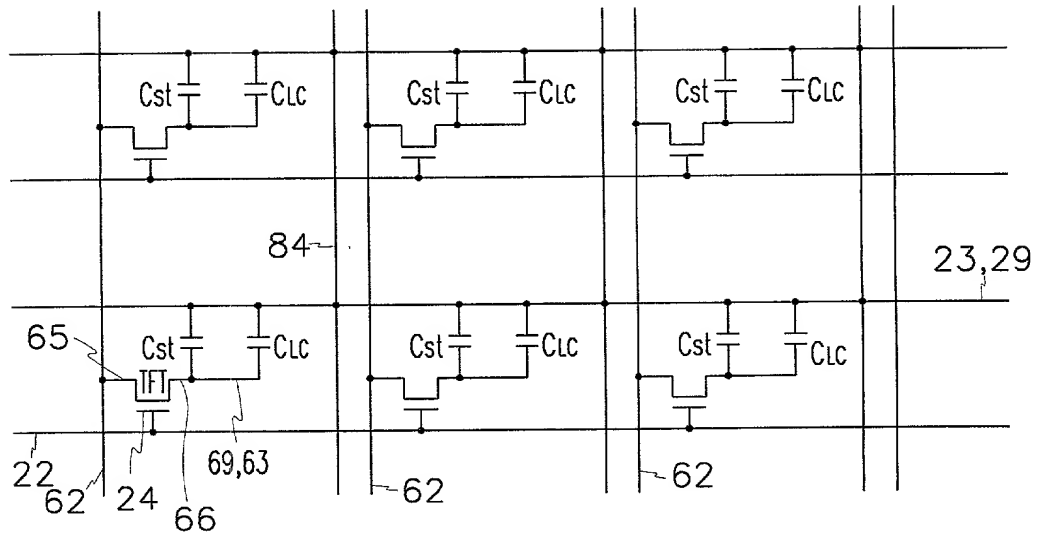 Cst CLC Cst CLC Cst CLC
84
23,29
65 Cst CLC Cst CLC Cst CLC
TFT
22 62 24 66 69,63 62 62